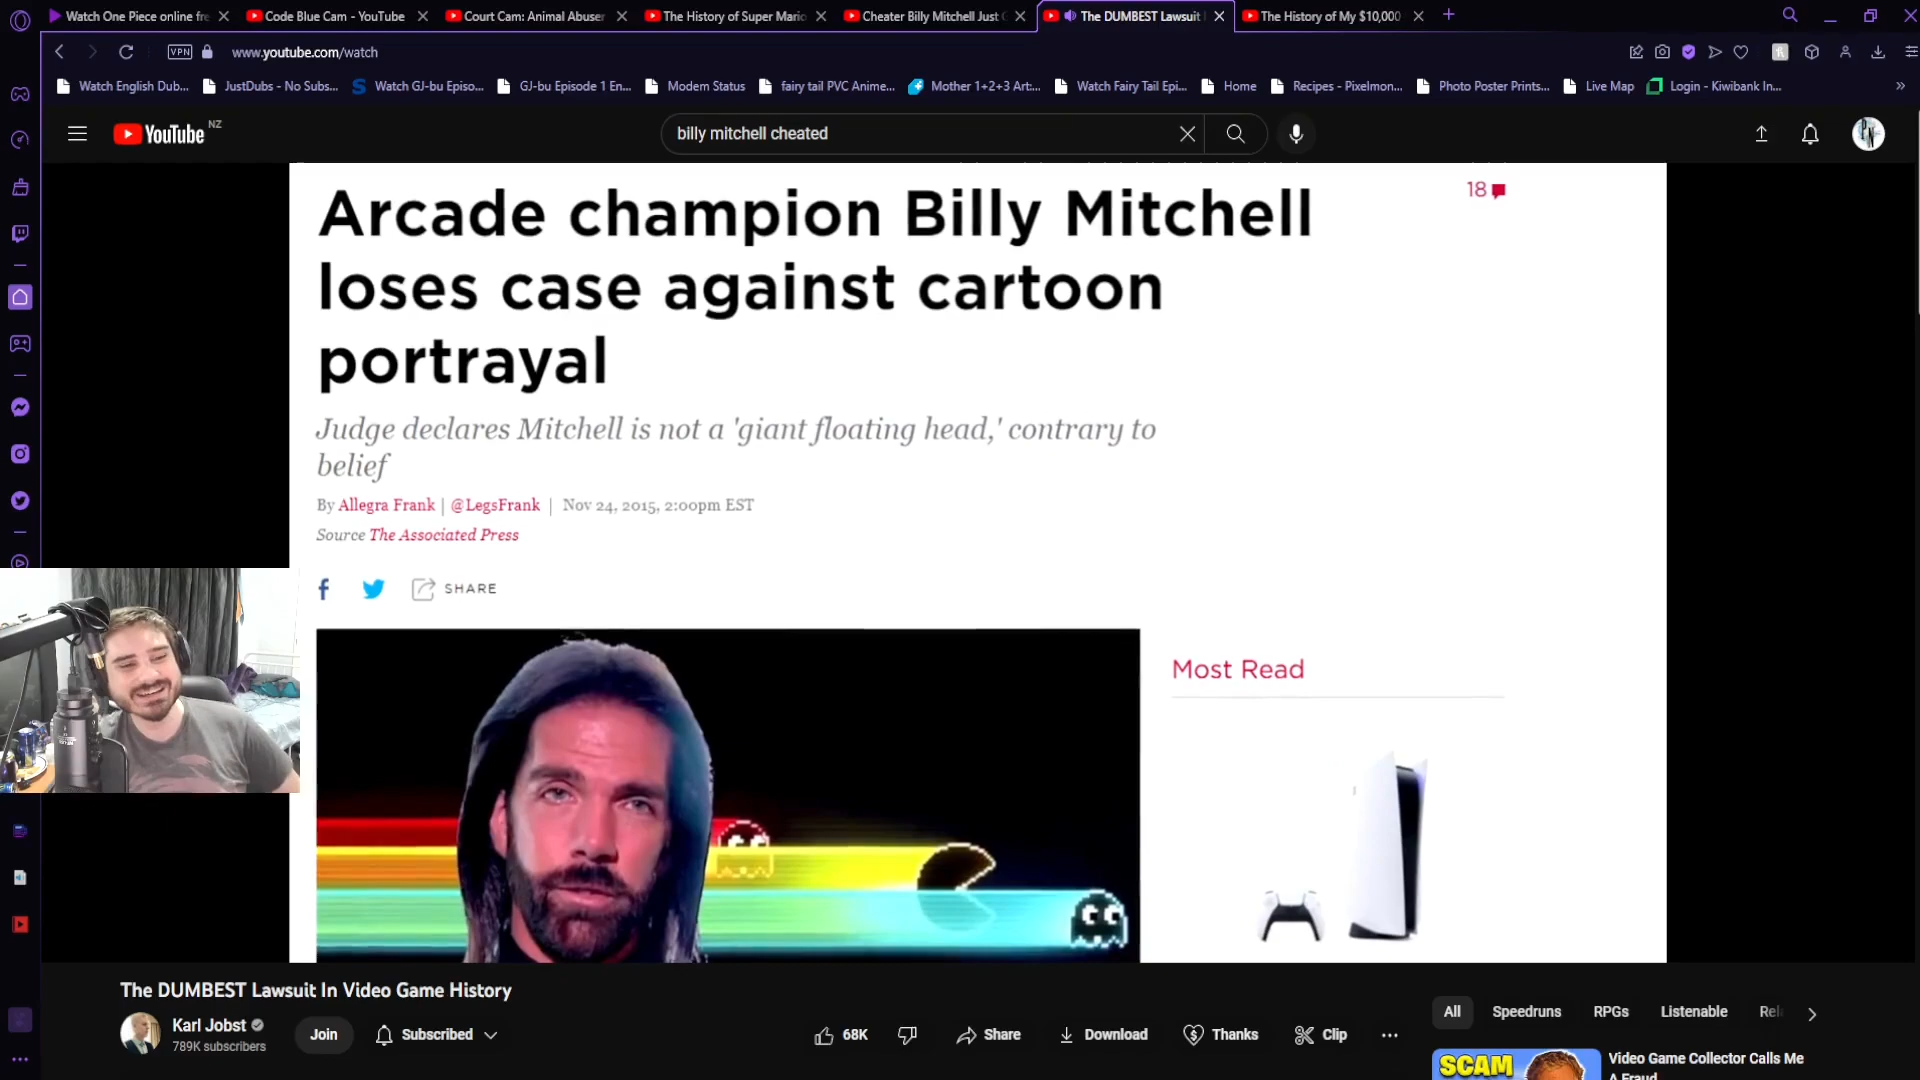 Watch One Piece online fr
Code Blue Cam - YouTube
Court Cam: Animal Abuser
The History of Super Mario
Cheater Billy Mitchell Just
The DUMBEST Lawsuit
The History of My $10,000
VPN
www.youtube.com/watch
Watch English Dub...
JustDubs - No Subs...
Watch GJ-bu Episo...
GJ-bu Episode 1 En...
Modem Status
fairy tail PVC Anime...
Mother 1+2+3 Art:...
Watch Fairy Tail Epi...
Home
Recipes - Pixelmon...
Photo Poster Prints...
Live Map
Login - Kiwibank In...
YouTube NZ
billy mitchell cheated
Arcade champion Billy Mitchell
loses case against cartoon
portrayal
18
Judge declares Mitchell is not a 'giant floating head,' contrary to
belief
By Allegra Frank | @LegsFrank | Nov 24, 2015, 2:00pm EST
Source The Associated Press
SHARE
Most Read
The DUMBEST Lawsuit In Video Game History
Karl Jobst
789K subscribers
Join
Subscribed
68K
Share
Download
Thanks
Clip
All
Speedruns
RPGs
Listenable
Rel
SCAM
Video Game Collector Calls Me
A Fraud